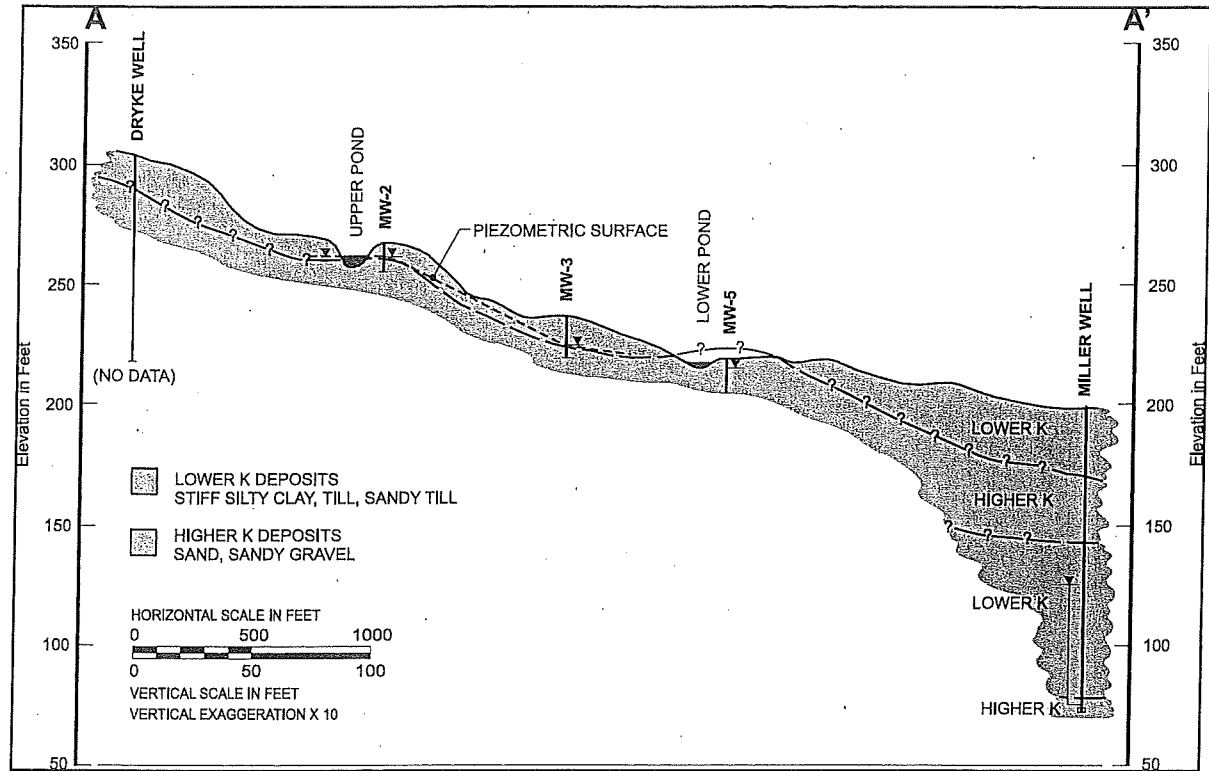 A
A'
350
300
250
200
150
100
50
Elevation in Feet
DRYKE WELL
UPPER POND
MW-2
PIEZOMETRIC SURFACE
MW-3
LOWER POND
MW-5
MILLER WELL
350
300
250
200
150
100
50
Elevation in Feet
(NO DATA)
? ? ? ? ? ?
? ?
? ? ? ? ? ? ?
? ? ?
LOWER K
HIGHER K
LOWER K
HIGHER K
LOWER K DEPOSITS
STIFF SILTY CLAY, TILL, SANDY TILL
HIGHER K DEPOSITS
SAND, SANDY GRAVEL
HORIZONTAL SCALE IN FEET
0 500 1000
0 50 100
VERTICAL SCALE IN FEET
VERTICAL EXAGGERATION X 10